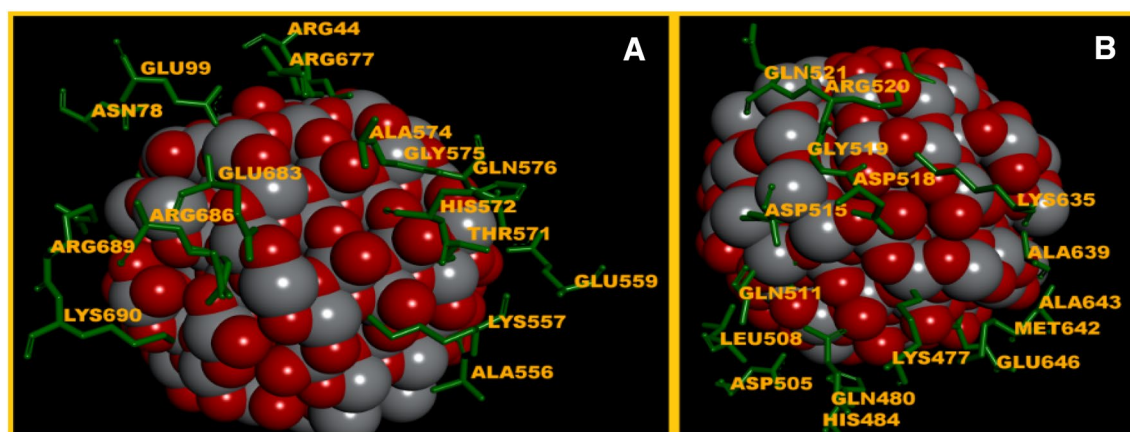 A
ARG44
ARG677
GLU99
ASN78
ALA574
GLY575
GLN576
GLU683
HIS572
ARG686
THR571
ARG689
GLU559
LYS690
LYS557
ALA556
B
GLN521
ARG520
GLY519
ASP518
LYS635
ASP515
ALA639
GLN511
ALA643
MET642
LEU508
LYS477
GLU646
ASP505
GLN480
HIS484